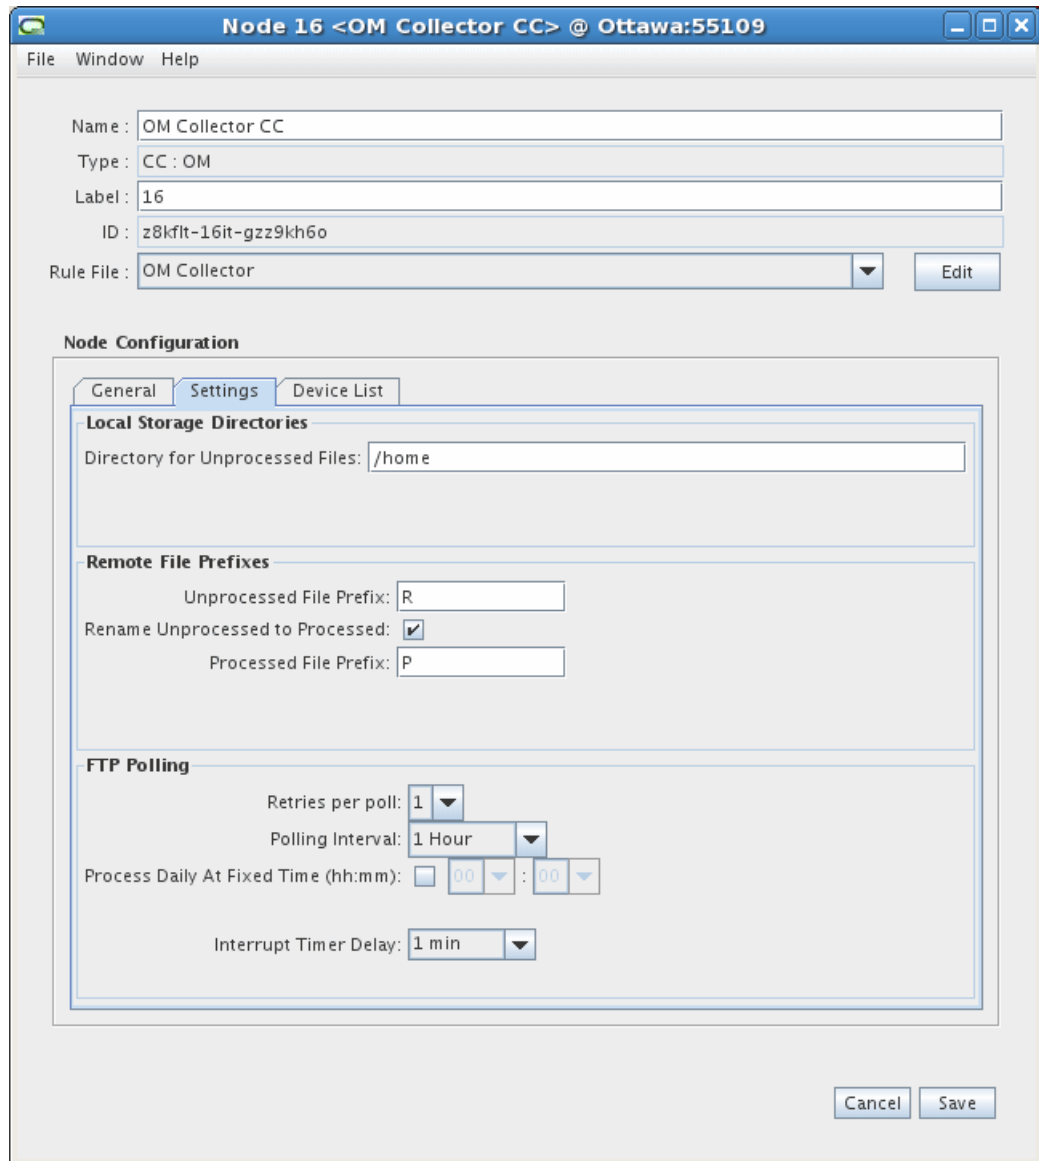 Node 16 <OM Collector CC> @ Ottawa:55109
File Window Help
Name : OM Collector CC
Type : CC : OM
Label : 16
ID : z8kflt-16it-gzz9kh6o
Rule File : OM Collector Edit
Node Configuration
General Settings Device List
Local Storage Directories
Directory for Unprocessed Files: /home
Remote File Prefixes
Unprocessed File Prefix: R
Rename Unprocessed to Processed:
Processed File Prefix: P
FTP Polling
Retries per poll: 1
Polling Interval: 1 Hour
Process Daily At Fixed Time (hh:mm): 00 : 00
Interrupt Timer Delay: 1 min
Cancel Save